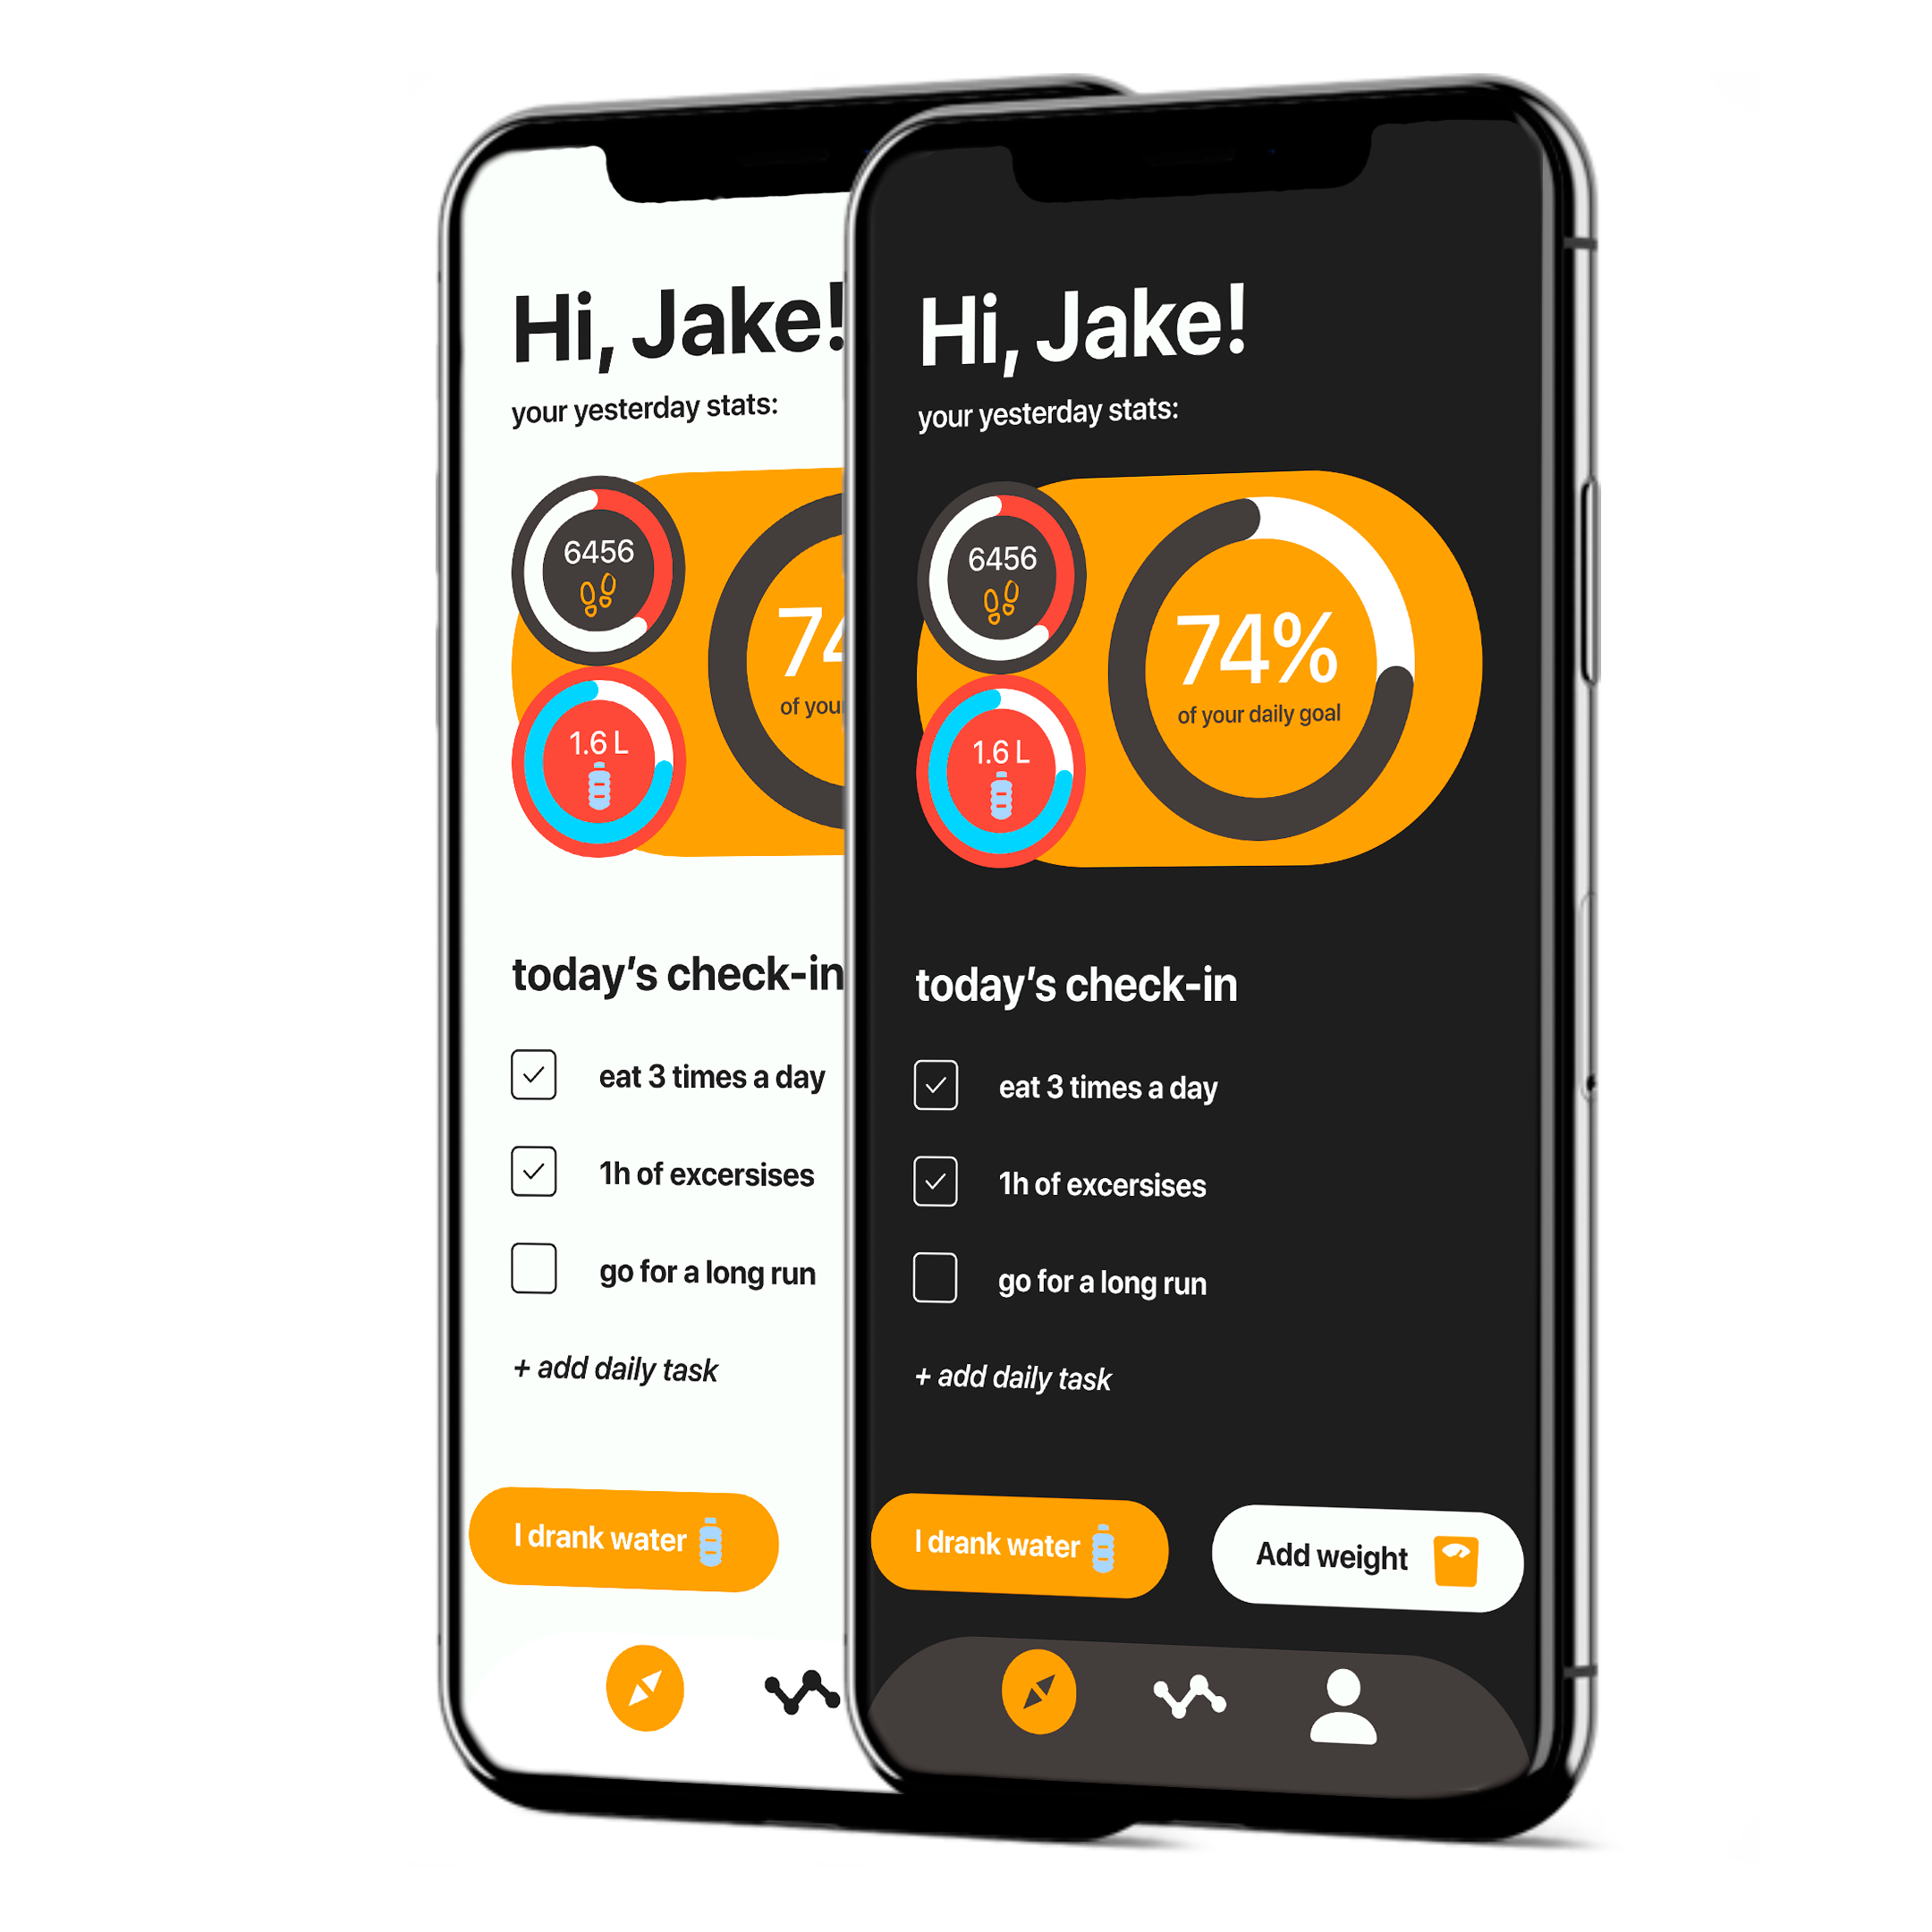 Hi, Jake!
your yesterday stats:
6456
1.6 L
74
of your
today's check-in
eat 3 times a day
1h of excersises
go for a long run
+ add daily task
I drank water
Hi, Jake!
your yesterday stats:
6456
1.6 L
74%
of your daily goal
today's check-in
eat 3 times a day
1h of excersises
go for a long run
+ add daily task
I drank water
Add weight